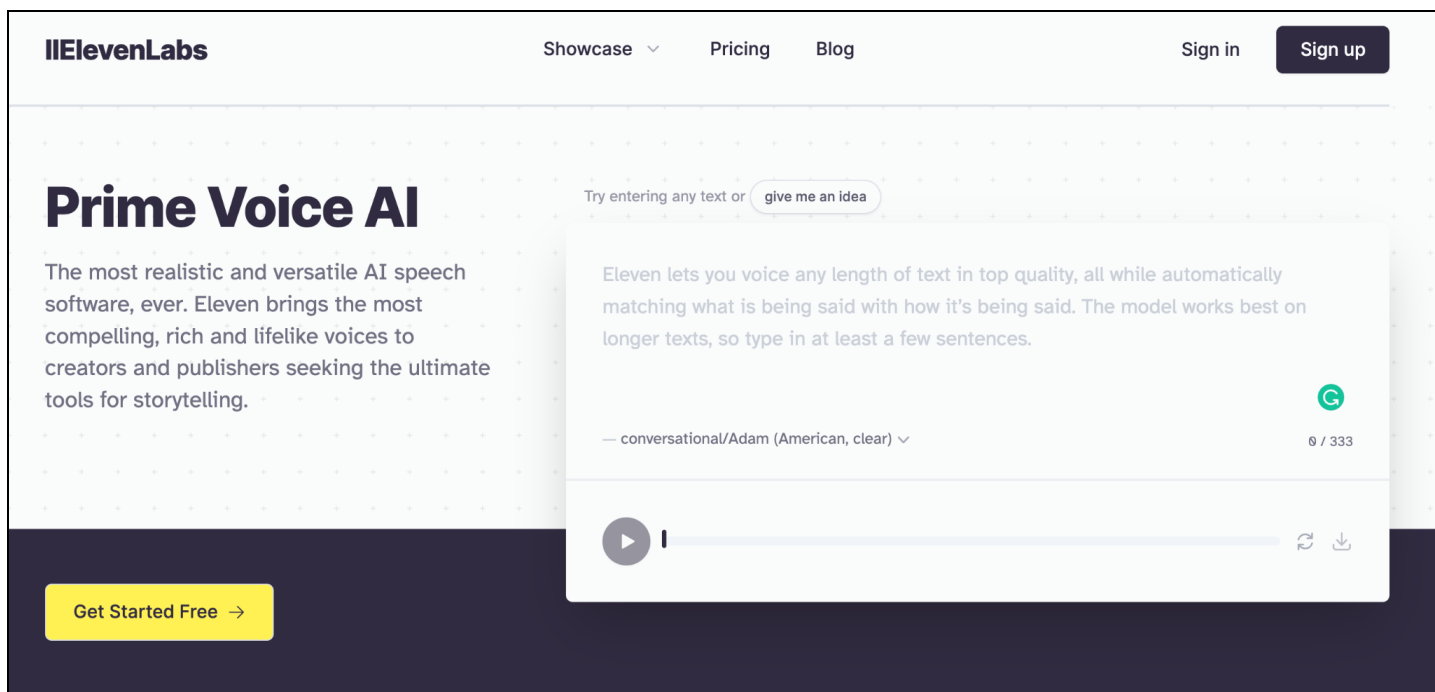 IIElevenLabs
Showcase
Pricing
Blog
Sign in
Sign up
Prime Voice AI
The most realistic and versatile AI speech
software, ever. Eleven brings the most
compelling, rich and lifelike voices to
creators and publishers seeking the ultimate
tools for storytelling.
Get Started Free →
Try entering any text or give me an idea
Eleven lets you voice any length of text in top quality, all while automatically
matching what is being said with how it’s being said. The model works best on
longer texts, so type in at least a few sentences.
— conversational/Adam (American, clear)
0 / 333